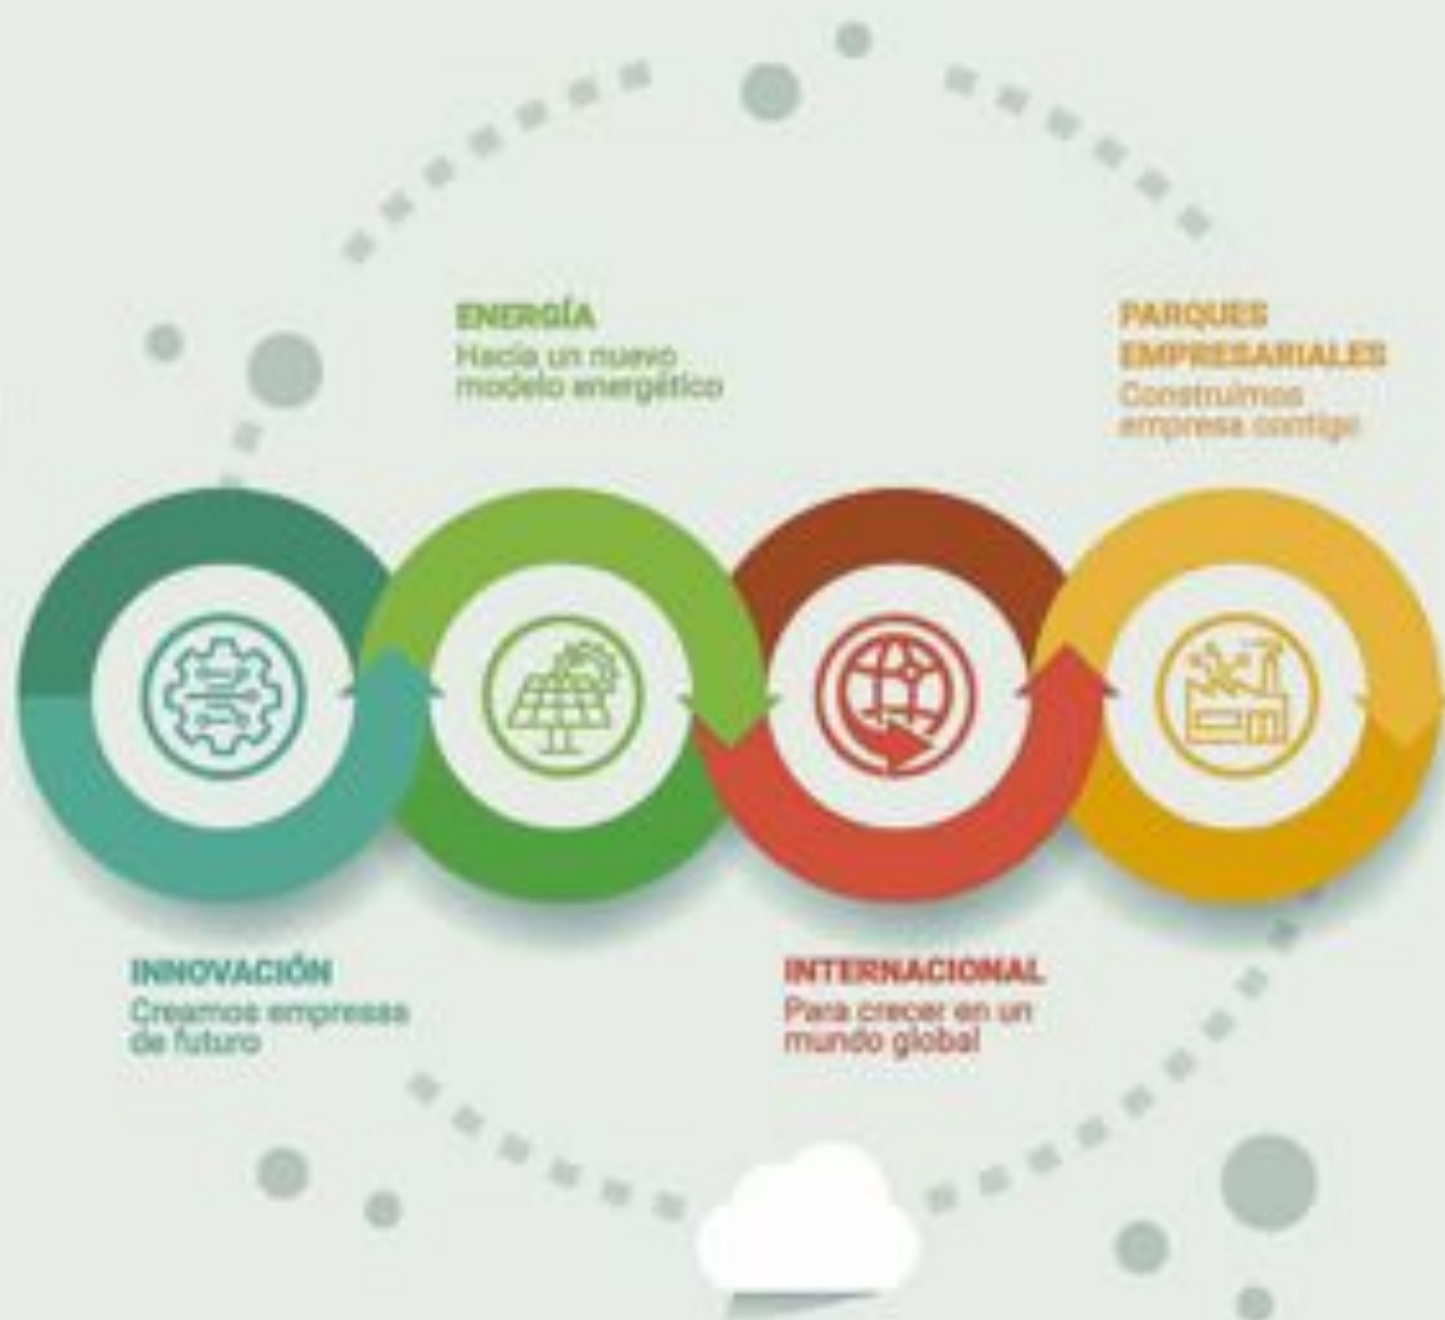 ENERGÍA
Hacia un nuevo
modelo energético
PARQUES
EMPRESARIALES
Construimos
empresa contigo
INNOVACIÓN
Creamos empresas
de futuro
INTERNACIONAL
Para crecer en un
mundo global